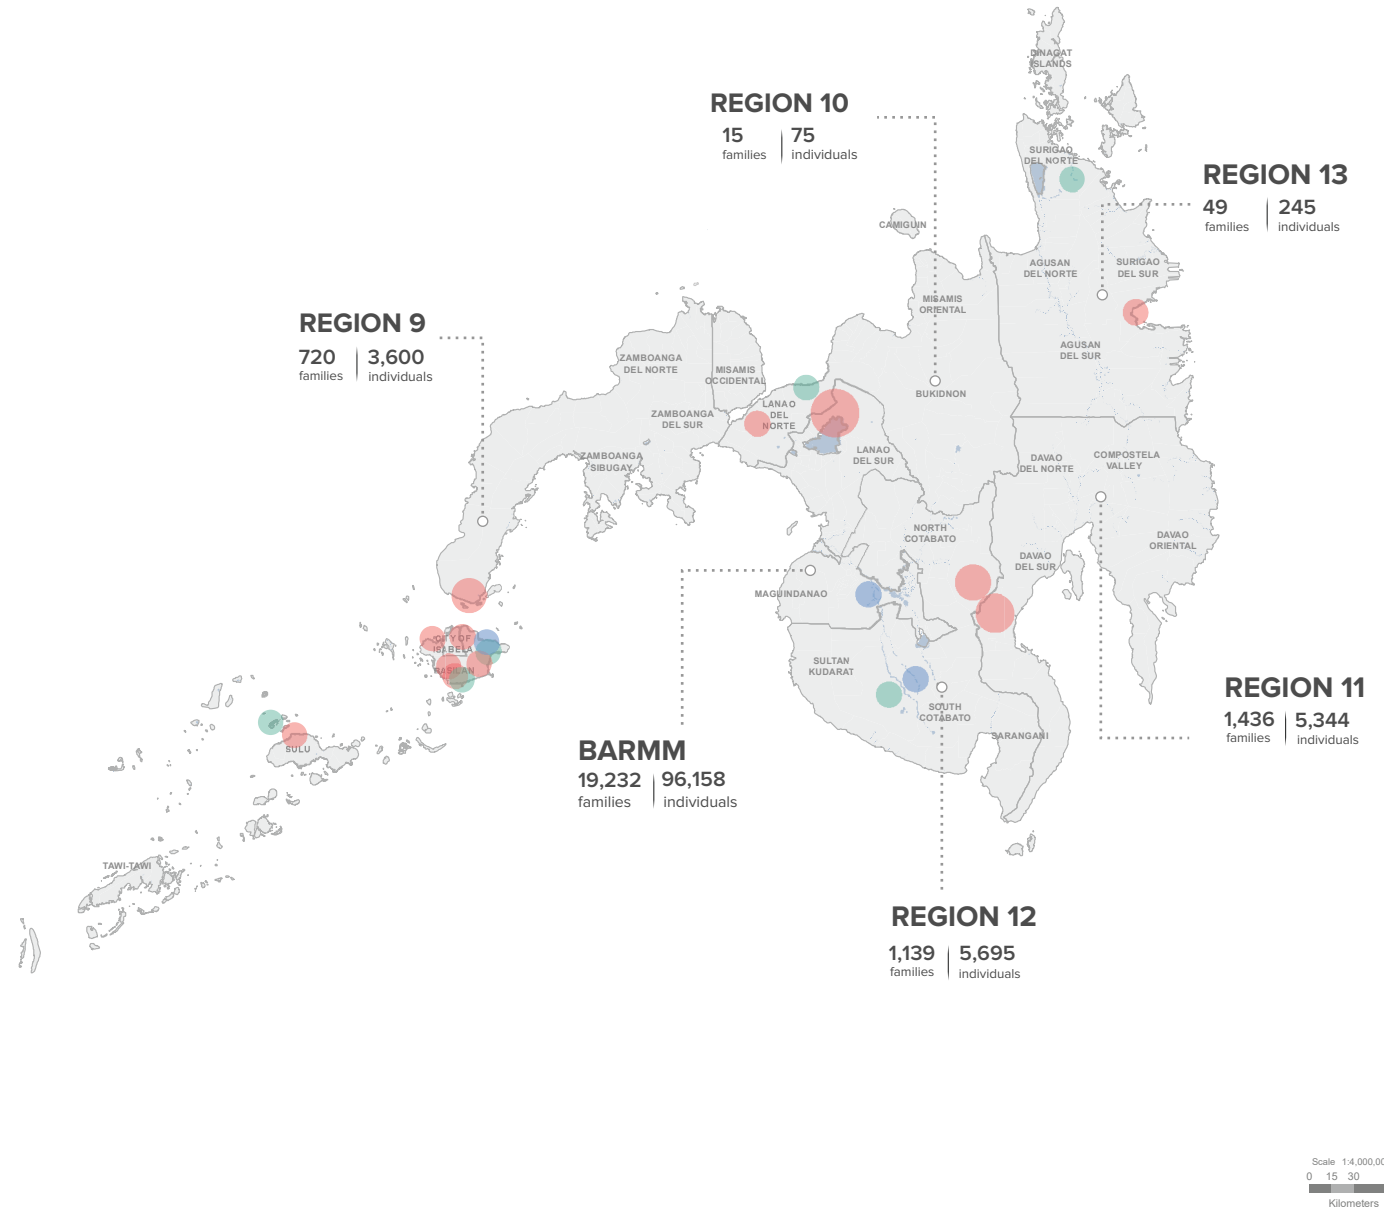 DINAGAT
ISLANDS
REGION 10
15 families | 75 individuals
SURIGAO
DEL NORTE
REGION 13
49 families | 245 individuals
CAMIGUIN
AGUSAN
DEL NORTE
SURIGAO
DEL SUR
MISAMIS
ORIENTAL
REGION 9
720 families | 3,600 individuals
ZAMBOANGA
DEL NORTE
MISAMIS
OCCIDENTAL
AGUSAN
DEL SUR
BUKIDNON
LANAO
DEL
NORTE
ZAMBOANGA
DEL SUR
LANAO
DEL SUR
ZAMBOANGA
SIBUGAY
DAVAO
DEL NORTE
COMPOSTELA
VALLEY
NORTH
COTABATO
DAVAO
ORIENTAL
DAVAO
DEL SUR
MAGUINDANAO
CITY OF
ISABELA
BASILAN
SULTAN
KUDARAT
REGION 11
1,436 families | 5,344 individuals
SOUTH
COTABATO
SARANGANI
SULU
BARMM
19,232 families | 96,158 individuals
TAWI-TAWI
REGION 12
1,139 families | 5,695 individuals
Scale 1:4,000,00
0 15 30
Kilometers